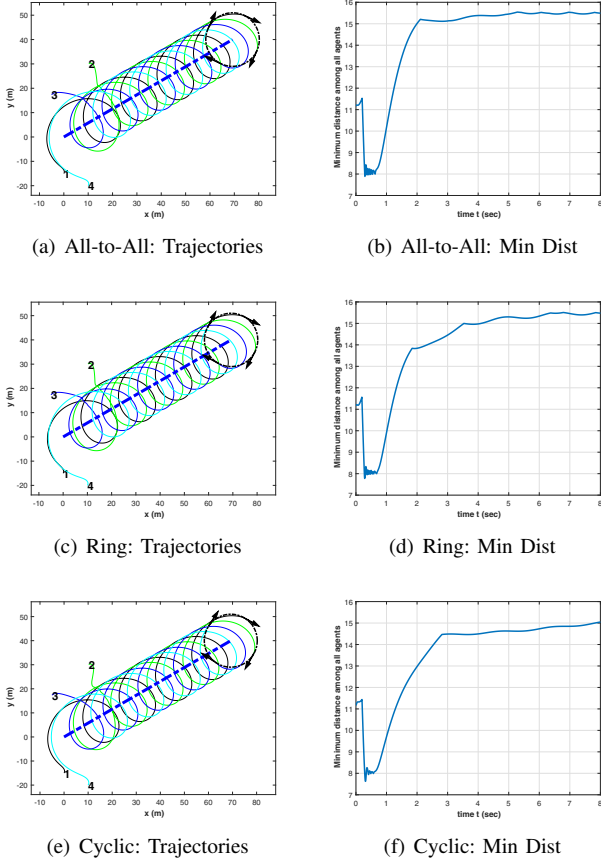 50
40
30
20
10
0
-10
-20
y (m)
2
3
1
4
-10 0 10 20 30 40 50 60 70 80
x (m)
(a) All-to-All: Trajectories
16
15
14
13
12
11
10
9
8
7
Minimum distance among all agents
0 1 2 3 4 5 6 7 8
time t (sec)
(b) All-to-All: Min Dist
50
40
30
20
10
0
-10
-20
y (m)
2
3
1
4
-10 0 10 20 30 40 50 60 70 80
x (m)
(c) Ring: Trajectories
16
15
14
13
12
11
10
9
8
7
Minimum distance among all agents
0 1 2 3 4 5 6 7 8
time t (sec)
(d) Ring: Min Dist
50
40
30
20
10
0
-10
-20
y (m)
2
3
1
4
-10 0 10 20 30 40 50 60 70 80
x (m)
(e) Cyclic: Trajectories
16
15
14
13
12
11
10
9
8
7
Minimum distance among all agents
0 1 2 3 4 5 6 7 8
time t (sec)
(f) Cyclic: Min Dist